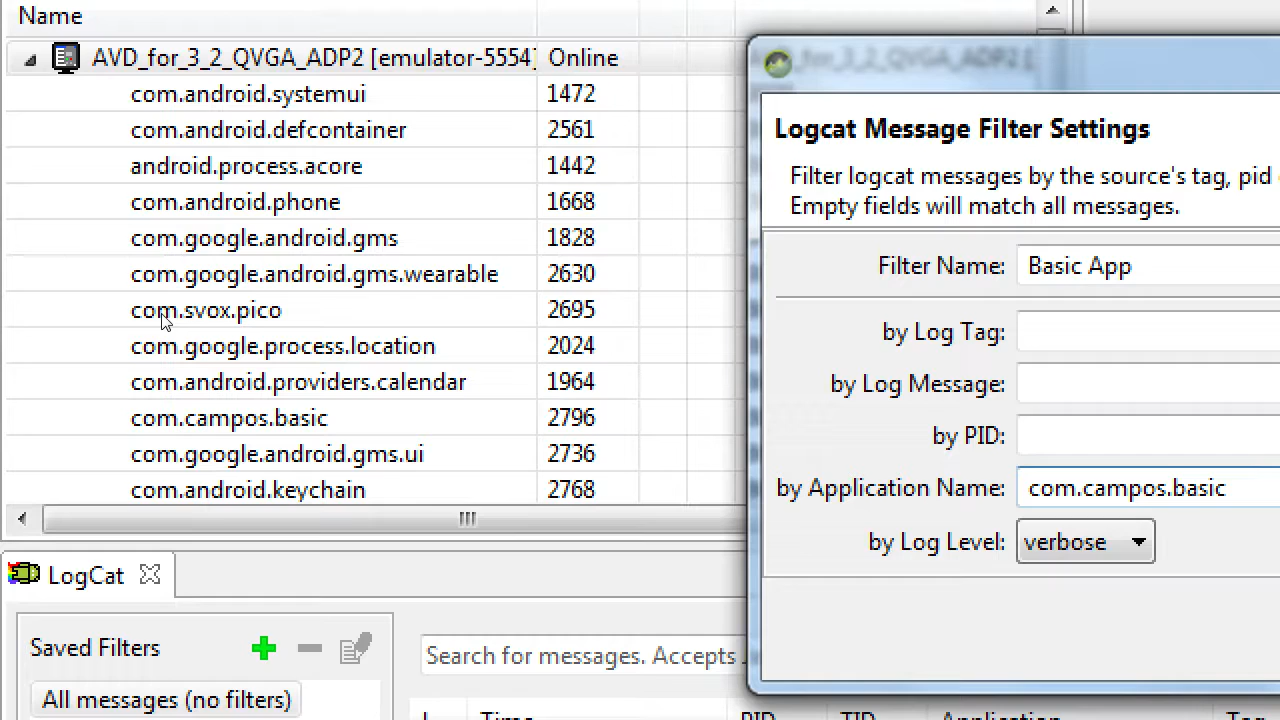 Name
AVD_for_3_2_QVGA_ADP2 [emulator-5554] Online
com.android.systemui 1472
com.android.defcontainer 2561
android.process.acore 1442
com.android.phone 1668
com.google.android.gms 1828
com.google.android.gms.wearable 2630
com.svox.pico 2695
com.google.process.location 2024
com.android.providers.calendar 1964
com.campos.basic 2796
com.google.android.gms.ui 2736
com.android.keychain 2768
LogCat
Saved Filters
All messages (no filters)
Search for messages. Accepts
Time PID TID Application Tag
Logcat Message Filter Settings
Filter logcat messages by the source's tag, pid
Empty fields will match all messages.
Filter Name: Basic App
by Log Tag:
by Log Message:
by PID:
by Application Name: com.campos.basic
by Log Level: verbose